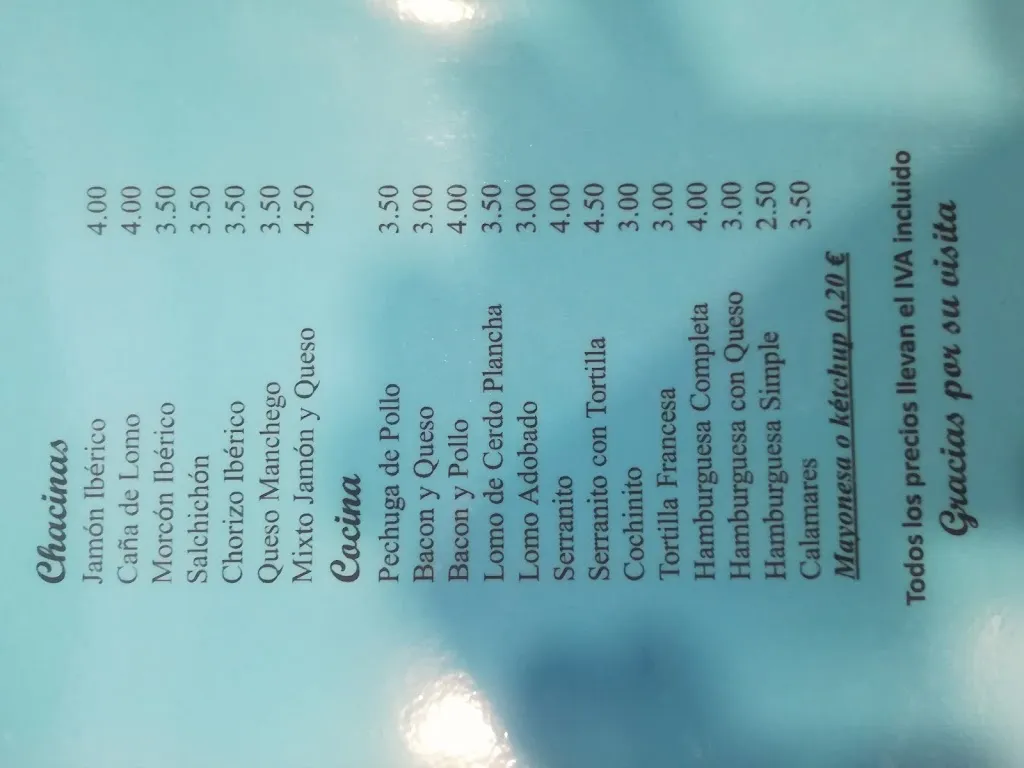 Chacinas
Jamón Ibérico 4.00
Caña de Lomo 4.00
Morcón Ibérico 3.50
Salchichón 3.50
Chorizo Ibérico 3.50
Queso Manchego 3.50
Mixto Jamón y Queso 4.50
Cocina
Pechuga de Pollo 3.50
Bacon y Queso 3.00
Bacon y Pollo 4.00
Lomo de Cerdo Plancha 3.50
Lomo Adobado 3.00
Serranito 4.00
Serranito con Tortilla 4.50
Cochinito 3.00
Tortilla Francesa 3.00
Hamburguesa Completa 4.00
Hamburguesa con Queso 3.00
Hamburguesa Simple 2.50
Calamares 3.50
Mayonesa o kétchup 0,20 €
Todos los precios llevan el IVA incluido
Gracias por su visita